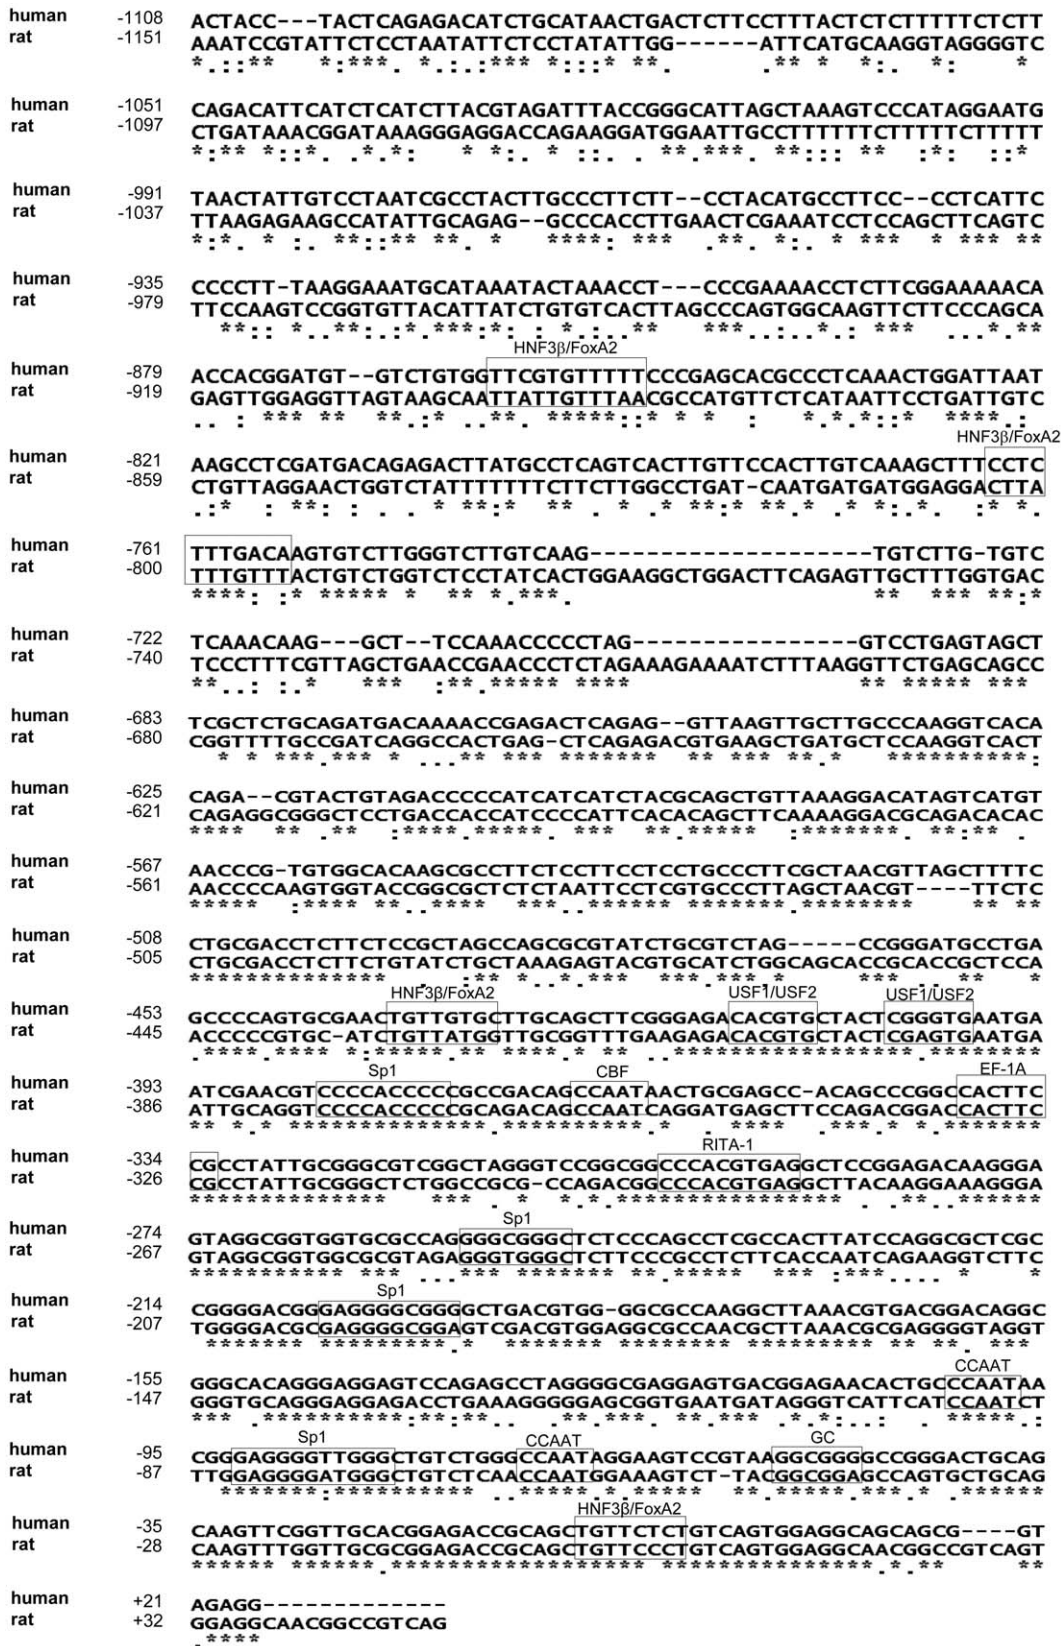 human -1108 ACTACC---TACTCAGAGACATCTGCATAACTGACTCTTCCTTTACTCTCTTTTTCTCTT
rat -1151 AAATCCGTATTCTCCTAATATTCTCCTATATTGG------ATTCATGCAAGGTAGGGGTC
human -1051 CAGACATTCATCTCATCTTACGTAGATTTACCGGGCATTAGCTAAAGTCCCATAGGAATG
rat -1097 CTGATAAACGGATAAAGGGAGGACCAGAAGGATGGAATTGCCTTTTTTCTTTTTCTTTTT
human -991 TAACTATTGTCCTAATCGCCTACTTGCCCTTCTT--CCTACATGCCTTCC--CCTCATTC
rat -1037 TTAAGAGAAGCCATATTGCAGAG--GCCCACCTTGAACTCGAAATCCTCCAGCTTCAGTC
human -935 CCCCTT-TAAGGAAATGCATAAATACTAAACCT---CCCGAAAACCTCTTCGGAAAAACA
rat -979 TTCCAAGTCCGGTGTTACATTATCTGTGTCACTTAGCCCAGTGGCAAGTTCTTCCCAGCA
HNF3β/FoxA2
human -879 ACCACGGATGT--GTCTGTGGTTCGTGTTTTTCCCGAGCACGCCCTCAAACTGGATTAAT
rat -919 GAGTTGGAGGTTAGTAAGCAATTATTGTTTAACGCCATGTTCTCATAATTCCTGATTGTC
HNF3β/FoxA2
human -821 AAGCCTCGATGACAGAGACTTATGCCTCAGTCACTTGTTCCACTTGTCAAAGCTTTCCTC
rat -859 CTGTTAGGAACTGGTCTATTTTTTTCTTCTTGGCCTGAT-CAATGATGATGGAGGACTTA
human -761 TTTGACAAGTGTCTTGGGTCTTGTCAAG-------------------TGTCTTG-TGTC
rat -800 TTTGTTTACTGTCTGGTCTCCTATCACTGGAAGGCTGGACTTCAGAGTTGCTTTGGTGAC
human -722 TCAAACAAG---GCT--TCCAAACCCCCTAG----------------GTCCTGAGTAGCT
rat -740 TCCCTTTCGTTAGCTGAACCGAACCCTCTAGAAAGAAAATCTTTAAGGTTCTGAGCAGCC
human -683 TCGCTCTGCAGATGACAAAACCGAGACTCAGAG--GTTAAGTTGCTTGCCCAAGGTCACA
rat -680 CGGTTTTGCCGATCAGGCCACTGAG-CTCAGAGACGTGAAGCTGATGCTCCAAGGTCACT
human -625 CAGA--CGTACTGTAGACCCCCATCATCATCTACGCAGCTGTTAAAGGACATAGTCATGT
rat -621 CAGAGGCGGGCTCCTGACCACCATCCCCATTCACACAGCTTCAAAAGGACGCAGACACAC
human -567 AACCCG-TGTGGCACAAGCGCCTTCTCCTTCCTCCTGCCCTTCGCTAACGTTAGCTTTTC
rat -561 AACCCCAAGTGGTACCGGCGCTCTCTAATTCCTCGTGCCCTTAGCTAACGT----TTCTC
human -508 CTGCGACCTCTTCTCCGCTAGCCAGCGCGTATCTGCGTCTAG-----CCGGGATGCCTGA
rat -505 CTGCGACCTCTTCTGTATCTGCTAAAGAGTACGTGCATCTGGCAGCACCGCACCGCTCCA
HNF3β/FoxA2 USF1/USF2 USF1/USF2
human -453 GCCCCAGTGCGAACTGTTGTGCTTGCAGCTTCGGGAGACACGTGCTACTCGGGTGAATGA
rat -445 ACCCCCGTGC-ATCTGTTATGGTTGCGGTTTGAAGAGACACGTGCTACTCGAGTGAATGA
Sp1 CBF EF-1A
human -393 ATCGAACGTCCCCACCCCCGCCGACAGCCAATAACTGCGAGCC-ACAGCCCGGCCACTTC
rat -386 ATTGCAGGTCCCCACCCCCGCAGACAGCCAATCAGGATGAGCTTCCAGACGGACCACTTC
RITA-1
human -334 CGCCTATTGCGGGCGTCGGCTAGGGTCCGGCGGCCCACGTGAGGCTCCGGAGACAAGGGA
rat -326 CGCCTATTGCGGGCTCTGGCCGCG-CCAGACGGCCCACGTGAGGCTTACAAGGAAAGGGA
Sp1
human -274 GTAGGCGGTGGTGCGCCAGGGGCGGGCTCTCCCAGCCTCGCCACTTATCCAGGCGCTCGC
rat -267 GTAGGCGGTGGCGCGTAGAGGGTGGGCTCTTCCCGCCTCTTCACCAATCAGAAGGTCTTC
Sp1
human -214 CGGGGACGGGAGGGGCGGGGCTGACGTGG-GGCGCCAAGGCTTAAACGTGACGGACAGGC
rat -207 TGGGGACGCGAGGGGCGGAGTCGACGTGGAGGCGCCAACGCTTAAACGCGAGGGGTAGGT
CCAAT
human -155 GGGCACAGGGAGGAGTCCAGAGCCTAGGGGCGAGGAGTGACGGAGAACACTGCCCAATAA
rat -147 GGGTGCAGGGAGGAGACCTGAAAGGGGGAGCGGTGAATGATAGGGTCATTCATCCAATCT
Sp1 CCAAT GC
human -95 CGGGAGGGGTTGGGCTGTCTGGGCCAATAGGAAGTCCGTAAGGCGGGGCCGGGACTGCAG
rat -87 TTGGAGGGGATGGGCTGTCTCAACCAATGGAAAGTCT-TACGGCGGAGCCAGTGCTGCAG
HNF3β/FoxA2
human -35 CAAGTTCGGTTGCACGGAGACCGCAGCTGTTCTCTGTCAGTGGAGGCAGCAGCG----GT
rat -28 CAAGTTTGGTTGCGCGGAGACCGCAGCTGTTCCCTGTCAGTGGAGGCAACGGCCGTCAGT
human +21 AGAGG-------------
rat +32 GGAGGCAACGGCCGTCAG